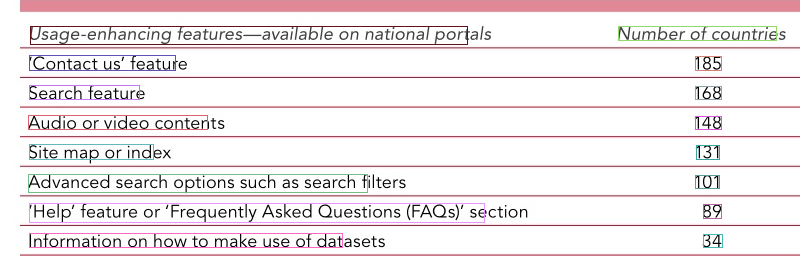 Usage-enhancing features—available on national portals Number of countries
‘Contact us’ feature 185
Search feature 168
Audio or video contents 148
Site map or index 131
Advanced search options such as search filters 101
‘Help’ feature or ‘Frequently Asked Questions (FAQs)’ section 89
Information on how to make use of datasets 34